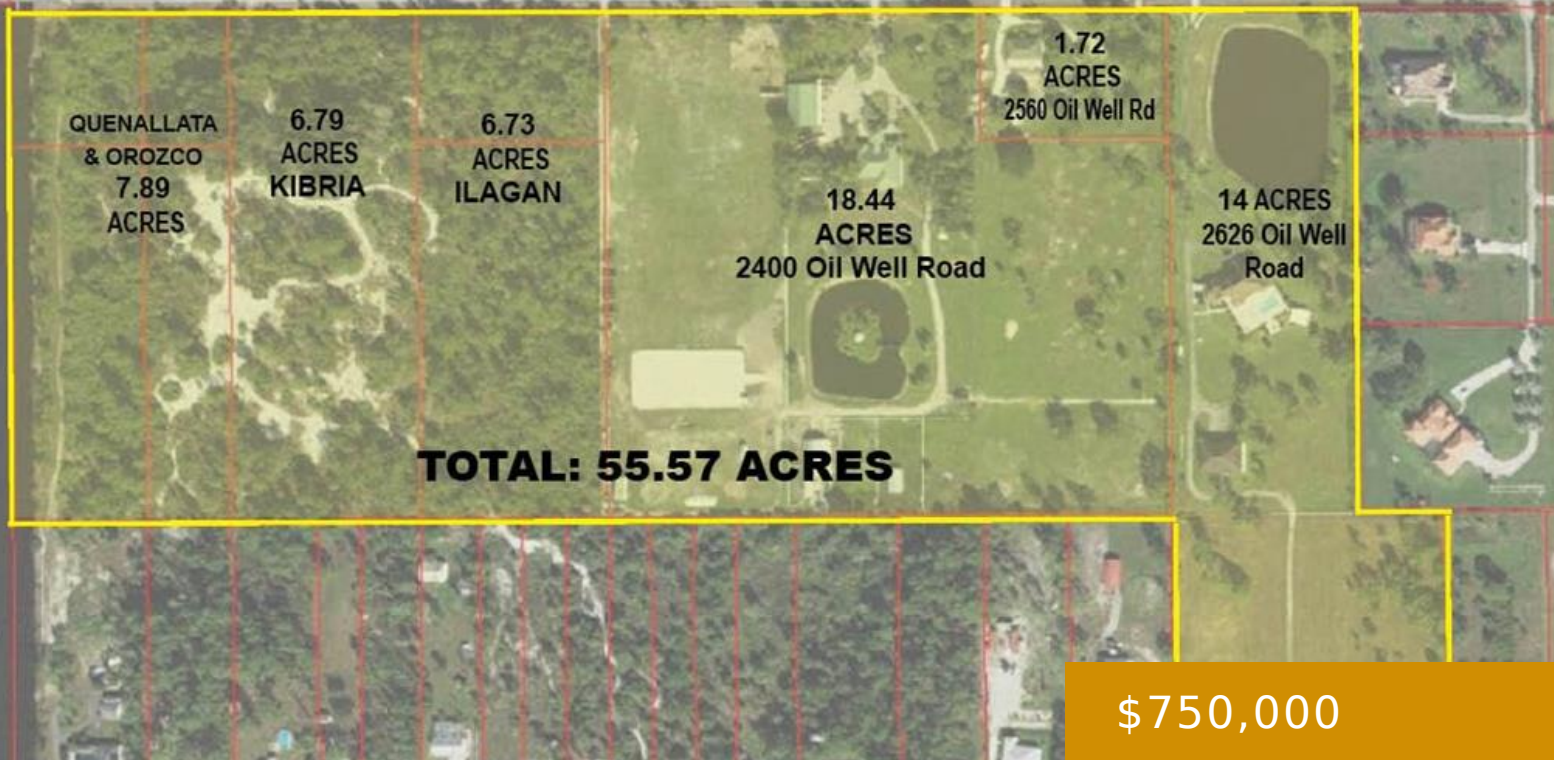 QUENALLATA
& OROZCO
7.89
ACRES
6.79
ACRES
KIBRIA
6.73
ACRES
ILAGAN
18.44
ACRES
2400 Oil Well Road
1.72
ACRES
2560 Oil Well Rd
14 ACRES
2626 Oil Well
Road
TOTAL: 55.57 ACRES
$750,000